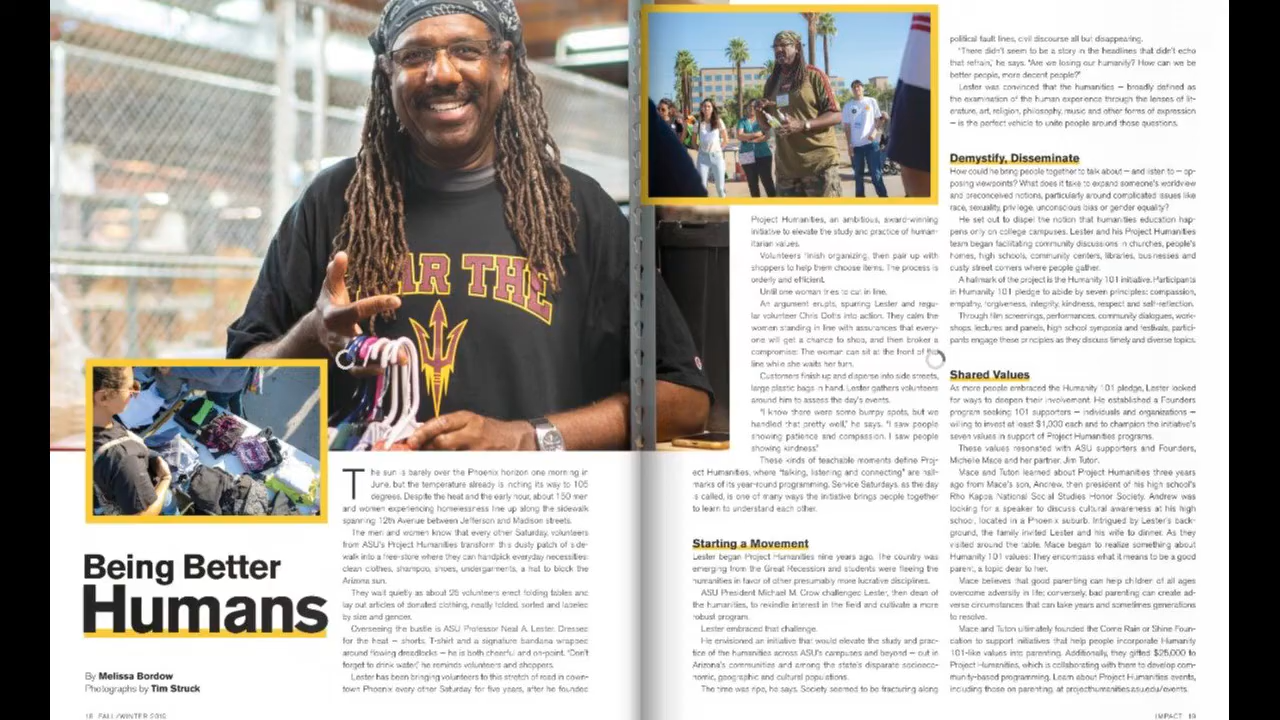 AR THE
Being Better
Humans
By Melissa Bordow
Photographs by Tim Struck
The sun is barely over the Phoenix horizon one morning in
June, but the temperature already is inching its way to 105
degrees. Despite the heat and the early hour, about 150 men
and women experiencing homelessness line up along the sidewalk
spanning 12th Avenue between Jefferson and Madison streets.
The men and women know that every other Saturday, volunteers
from ASU's Project Humanities transform this dusty patch of side-
walk into a free-store where they can handpick everyday necessities:
clean clothes, shampoo, shoes, undergarments, a hat to block the
Arizona sun.
They wait quietly as about 25 volunteers erect folding tables and
lay out articles of donated clothing, neatly folded, sorted and labeled
by size and gender.
Overseeing the bustle is ASU Professor Neal A. Lester. Dressed
for the heat — shorts, T-shirt and a signature bandana wrapped
around flowing dreadlocks — he is both cheerful and on-point. "Don't
forget to drink water," he reminds volunteers and shoppers.
Lester has been bringing volunteers to this stretch of road in down-
town Phoenix every other Saturday for five years, after he founded
18 FALL/WINTER 2019
Project Humanities, an ambitious, award-winning
initiative to elevate the study and practice of human-
itarian values.
Volunteers finish organizing, then pair up with
shoppers to help them choose items. The process is
orderly and efficient.
Until one woman tries to cut in line.
An argument erupts, spurring Lester and regu-
lar volunteer Chris Dotts into action. They calm the
women standing in line with assurances that every-
one will get a chance to shop, and then broker a
compromise: The woman can sit at the front of the
line while she waits her turn.
Customers finish up and disperse into side streets,
large plastic bags in hand. Lester gathers volunteers
around him to assess the day's events.
"I know there were some bumpy spots, but we
handled that pretty well," he says. "I saw people
showing patience and compassion. I saw people
showing kindness."
These kinds of teachable moments define Proj-
ect Humanities, where "talking, listening and connecting" are hall-
marks of its year-round programming. Service Saturdays, as the day
is called, is one of many ways the initiative brings people together
to learn to understand each other.
Starting a Movement
Lester began Project Humanities nine years ago. The country was
emerging from the Great Recession and students were fleeing the
humanities in favor of other presumably more lucrative disciplines.
ASU President Michael M. Crow challenged Lester, then dean of
the humanities, to rekindle interest in the field and cultivate a more
robust program.
Lester embraced that challenge.
He envisioned an initiative that would elevate the study and prac-
tice of the humanities across ASU's campuses and beyond — out in
Arizona's communities and among the state's disparate socioeco-
nomic, geographic and cultural populations.
The time was ripe, he says. Society seemed to be fracturing along
political fault lines, civil discourse all but disappearing.
"There didn't seem to be a story in the headlines that didn't echo
that refrain," he says. "Are we losing our humanity? How can we be
better people, more decent people?"
Lester was convinced that the humanities — broadly defined as
the examination of the human experience through the lenses of lit-
erature, art, religion, philosophy, music and other forms of expression
— is the perfect vehicle to unite people around those questions.
Demystify, Disseminate
How could he bring people together to talk about — and listen to — op-
posing viewpoints? What does it take to expand someone's worldview
and preconceived notions, particularly around complicated issues like
race, sexuality, privilege, unconscious bias or gender equality?
He set out to dispel the notion that humanities education hap-
pens only on college campuses. Lester and his Project Humanities
team began facilitating community discussions in churches, people's
homes, high schools, community centers, libraries, businesses and
dusty street corners where people gather.
A hallmark of the project is the Humanity 101 initiative. Participants
in Humanity 101 pledge to abide by seven principles: compassion,
empathy, forgiveness, integrity, kindness, respect and self-reflection.
Through film screenings, performances, community dialogues, work-
shops, lectures and panels, high school symposia and festivals, partici-
pants engage these principles as they discuss timely and diverse topics.
Shared Values
As more people embraced the Humanity 101 pledge, Lester looked
for ways to deepen their involvement. He established a Founders
program seeking 101 supporters — individuals and organizations —
willing to invest at least $1,000 each and to champion the initiative's
seven values in support of Project Humanities programs.
These values resonated with ASU supporters and Founders,
Michelle Mace and her partner, Jim Tuton.
Mace and Tuton learned about Project Humanities three years
ago from Mace's son, Andrew, then president of his high school's
Rho Kappa National Social Studies Honor Society. Andrew was
looking for a speaker to discuss cultural awareness at his high
school, located in a Phoenix suburb. Intrigued by Lester's back-
ground, the family invited Lester and his wife to dinner. As they
visited around the table, Mace began to realize something about
Humanity 101 values: They encompass what it means to be a good
parent, a topic dear to her.
Mace believes that good parenting can help children of all ages
overcome adversity in life; conversely, bad parenting can create ad-
verse circumstances that can take years and sometimes generations
to resolve.
Mace and Tuton ultimately founded the Come Rain or Shine Foun-
dation to support initiatives that help people incorporate Humanity
101-like values into parenting. Additionally, they gifted $25,000 to
Project Humanities, which is collaborating with them to develop com-
munity-based programming. Learn about Project Humanities events,
including those on parenting, at projecthumanities.asu.edu/events.
IMPACT 19